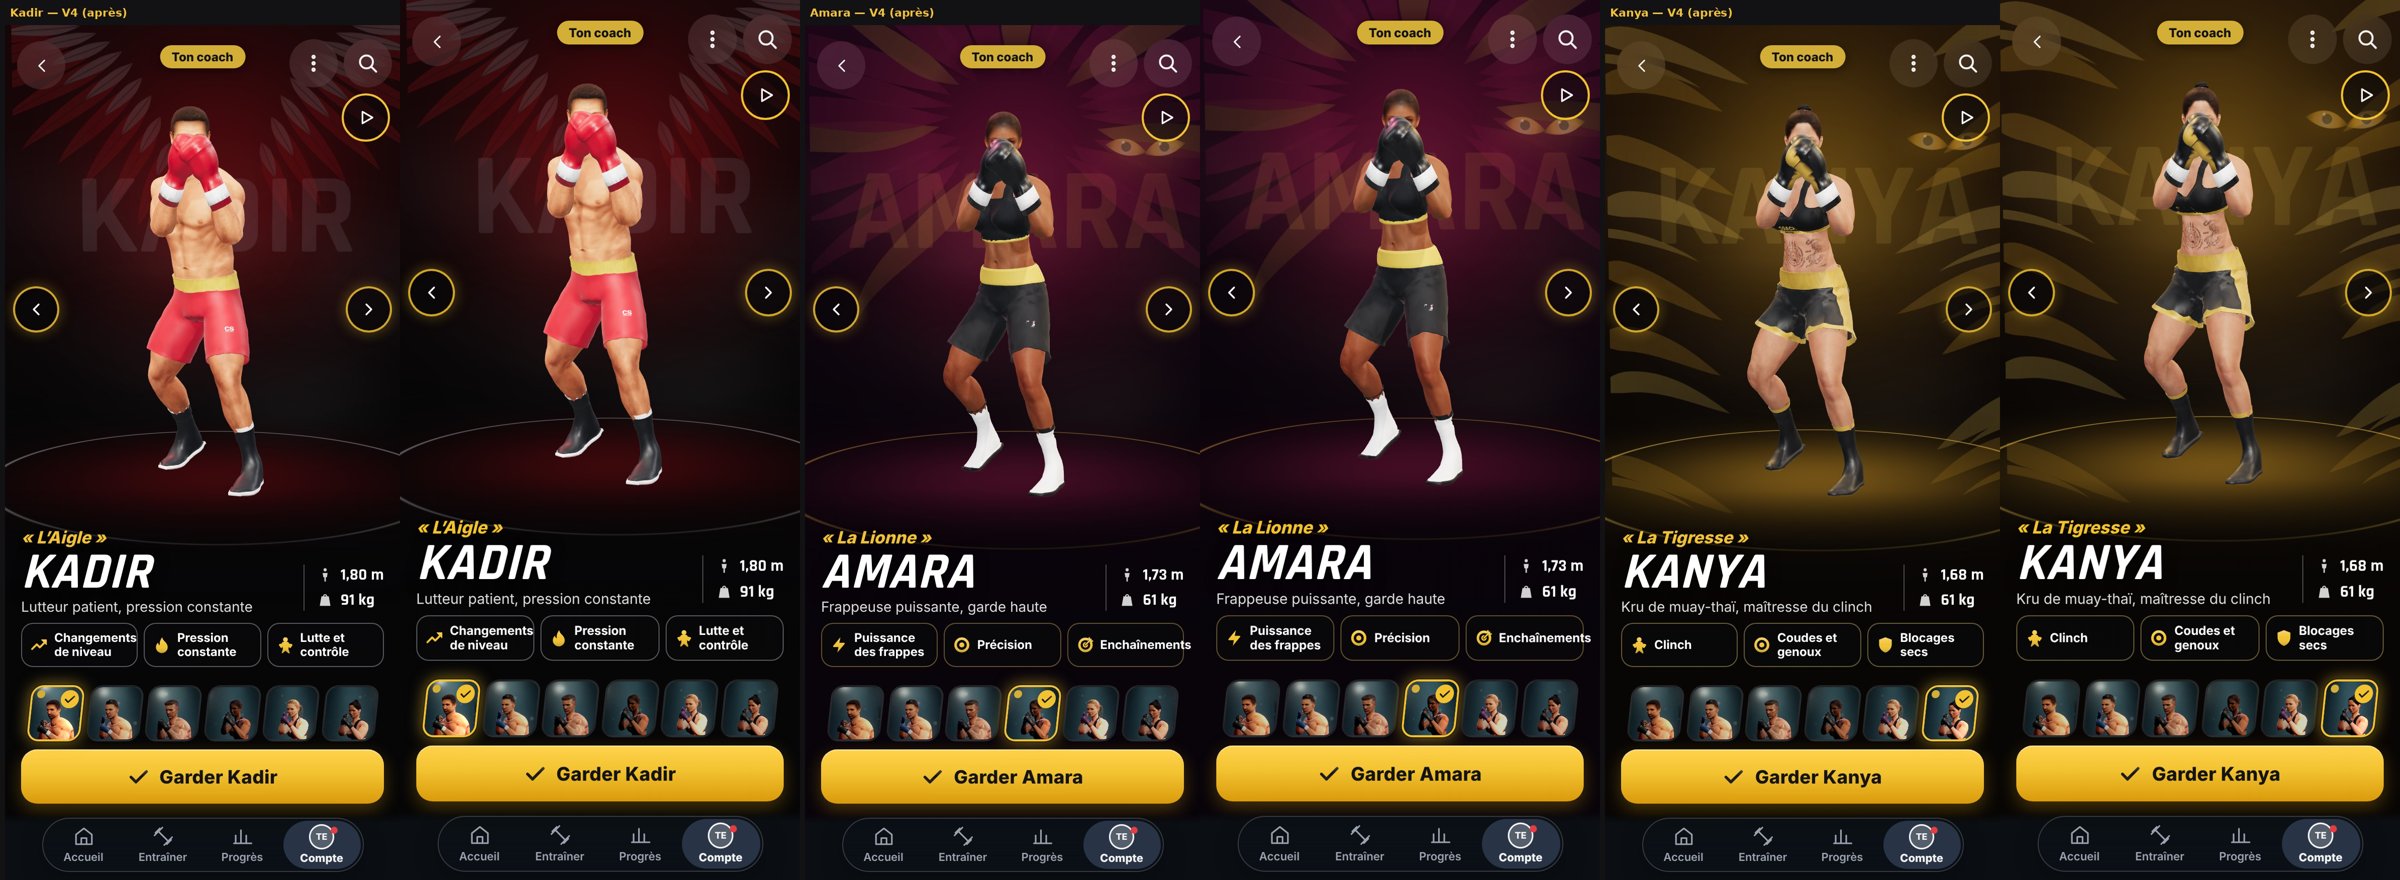 Kadir — V4 (après)
Ton coach
KADIR
« L'Aigle »
KADIR
1,80 m
91 kg
Lutteur patient, pression constante
Changements de niveau
Pression constante
Lutte et contrôle
Garder Kadir
Accueil
Entraîner
Progrès
TE
Compte
Ton coach
KADIR
« L'Aigle »
KADIR
1,80 m
91 kg
Lutteur patient, pression constante
Changements de niveau
Pression constante
Lutte et contrôle
Garder Kadir
Accueil
Entraîner
Progrès
TE
Compte
Amara — V4 (après)
Ton coach
AMARA
« La Lionne »
AMARA
1,73 m
61 kg
Frappeuse puissante, garde haute
Puissance des frappes
Précision
Enchaînements
Garder Amara
Accueil
Entraîner
Progrès
TE
Compte
Ton coach
AMARA
« La Lionne »
AMARA
1,73 m
61 kg
Frappeuse puissante, garde haute
Puissance des frappes
Précision
Enchaînements
Garder Amara
Accueil
Entraîner
Progrès
TE
Compte
Kanya — V4 (après)
Ton coach
KANYA
« La Tigresse »
KANYA
1,68 m
61 kg
Kru de muay-thaï, maîtresse du clinch
Clinch
Coudes et genoux
Blocages secs
Garder Kanya
Accueil
Entraîner
Progrès
TE
Compte
Ton coach
KANYA
« La Tigresse »
KANYA
1,68 m
61 kg
Kru de muay-thaï, maîtresse du clinch
Clinch
Coudes et genoux
Blocages secs
Garder Kanya
Accueil
Entraîner
Progrès
TE
Compte